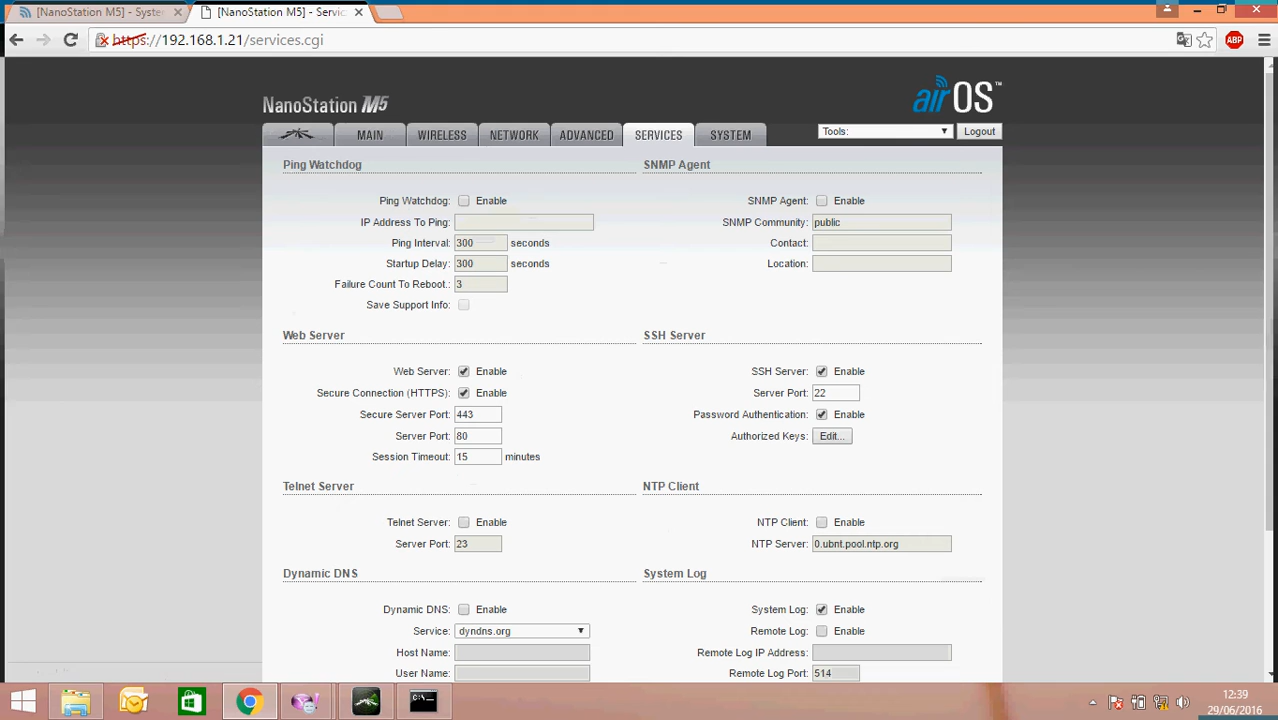 [NanoStation M5] - Syste
[NanoStation M5] - Servic
https://192.168.1.21/services.cgi
ABP
NanoStation M5
airOS™
MAIN
WIRELESS
NETWORK
ADVANCED
SERVICES
SYSTEM
Tools:
Logout
Ping Watchdog
Ping Watchdog: Enable
IP Address To Ping:
Ping Interval: 300 seconds
Startup Delay: 300 seconds
Failure Count To Reboot.: 3
Save Support Info:
SNMP Agent
SNMP Agent: Enable
SNMP Community: public
Contact:
Location:
Web Server
Web Server: Enable
Secure Connection (HTTPS): Enable
Secure Server Port: 443
Server Port: 80
Session Timeout: 15 minutes
SSH Server
SSH Server: Enable
Server Port: 22
Password Authentication: Enable
Authorized Keys: Edit...
Telnet Server
Telnet Server: Enable
Server Port: 23
NTP Client
NTP Client: Enable
NTP Server: 0.ubnt.pool.ntp.org
Dynamic DNS
Dynamic DNS: Enable
Service: dyndns.org
Host Name:
User Name:
System Log
System Log: Enable
Remote Log: Enable
Remote Log IP Address:
Remote Log Port: 514
12:39
29/06/2016